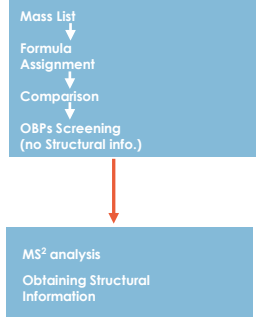 Mass List
Formula
Assignment
Comparison
OBPs Screening
(no Structural info.)
MS² analysis
Obtaining Structural
Information